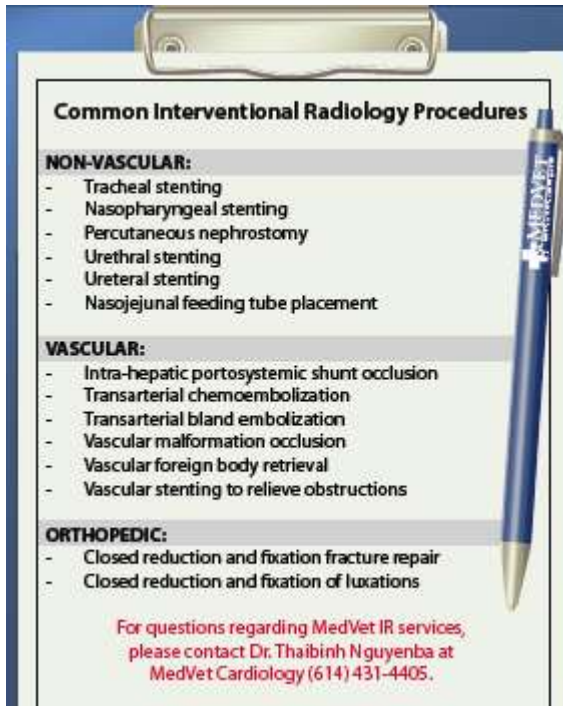 Common Interventional Radiology Procedures
NON-VASCULAR:
- Tracheal stenting
- Nasopharyngeal stenting
- Percutaneous nephrostomy
- Urethral stenting
- Ureteral stenting
- Nasojejunal feeding tube placement
VASCULAR:
- Intra-hepatic portosystemic shunt occlusion
- Transarterial chemoembolization
- Transarterial bland embolization
- Vascular malformation occlusion
- Vascular foreign body retrieval
- Vascular stenting to relieve obstructions
ORTHOPEDIC:
- Closed reduction and fixation fracture repair
- Closed reduction and fixation of luxations
For questions regarding MedVet IR services,
please contact Dr. Thaibinh Nguyenba at
MedVet Cardiology (614) 431-4405.
MEDVET